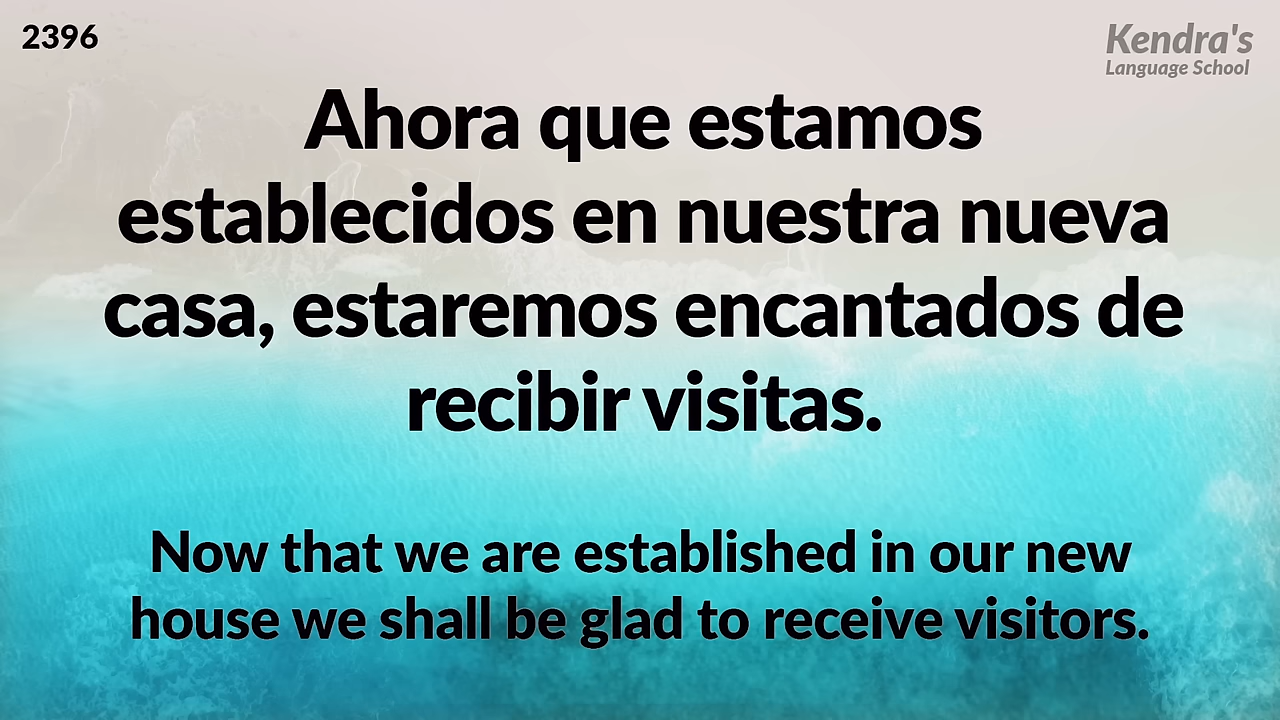 2396
Kendra's
Language School
Ahora que estamos
establecidos en nuestra nueva
casa, estaremos encantados de
recibir visitas.
Now that we are established in our new
house we shall be glad to receive visitors.